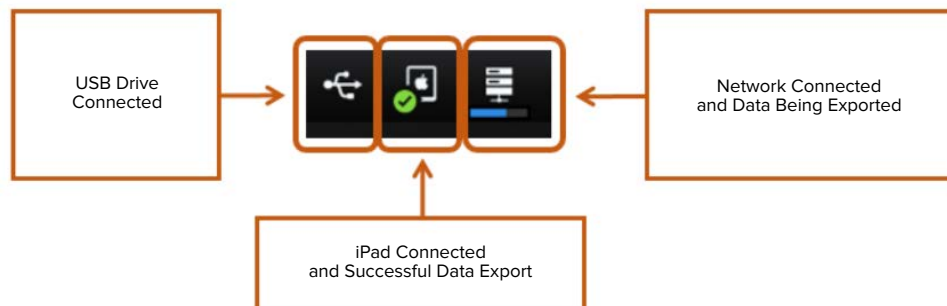 USB Drive
Connected
Network Connected
and Data Being Exported
iPad Connected
and Successful Data Export